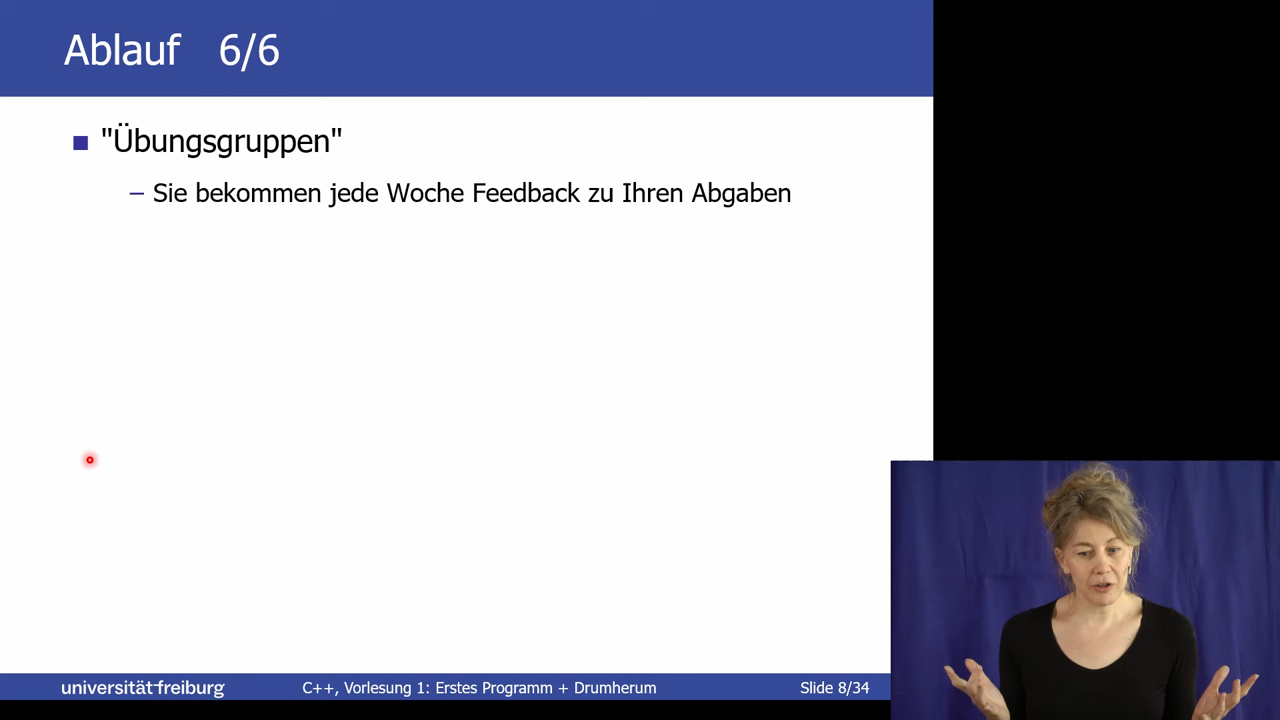 Ablauf 6/6
"Übungsgruppen"
– Sie bekommen jede Woche Feedback zu Ihren Abgaben
universität freiburg
C++, Vorlesung 1: Erstes Programm + Drumherum
Slide 8/34